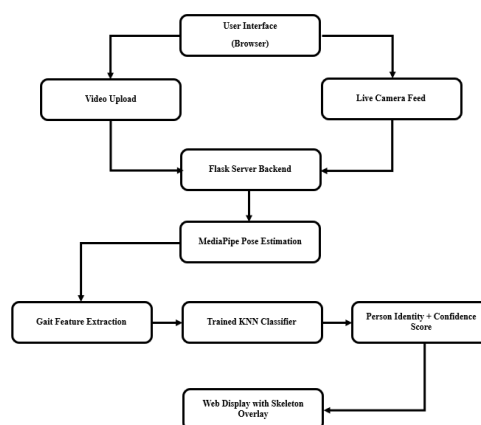 User Interface
(Browser)
Video Upload
Live Camera Feed
Flask Server Backend
MediaPipe Pose Estimation
Gait Feature Extraction
Trained KNN Classifier
Person Identity + Confidence
Score
Web Display with Skeleton
Overlay